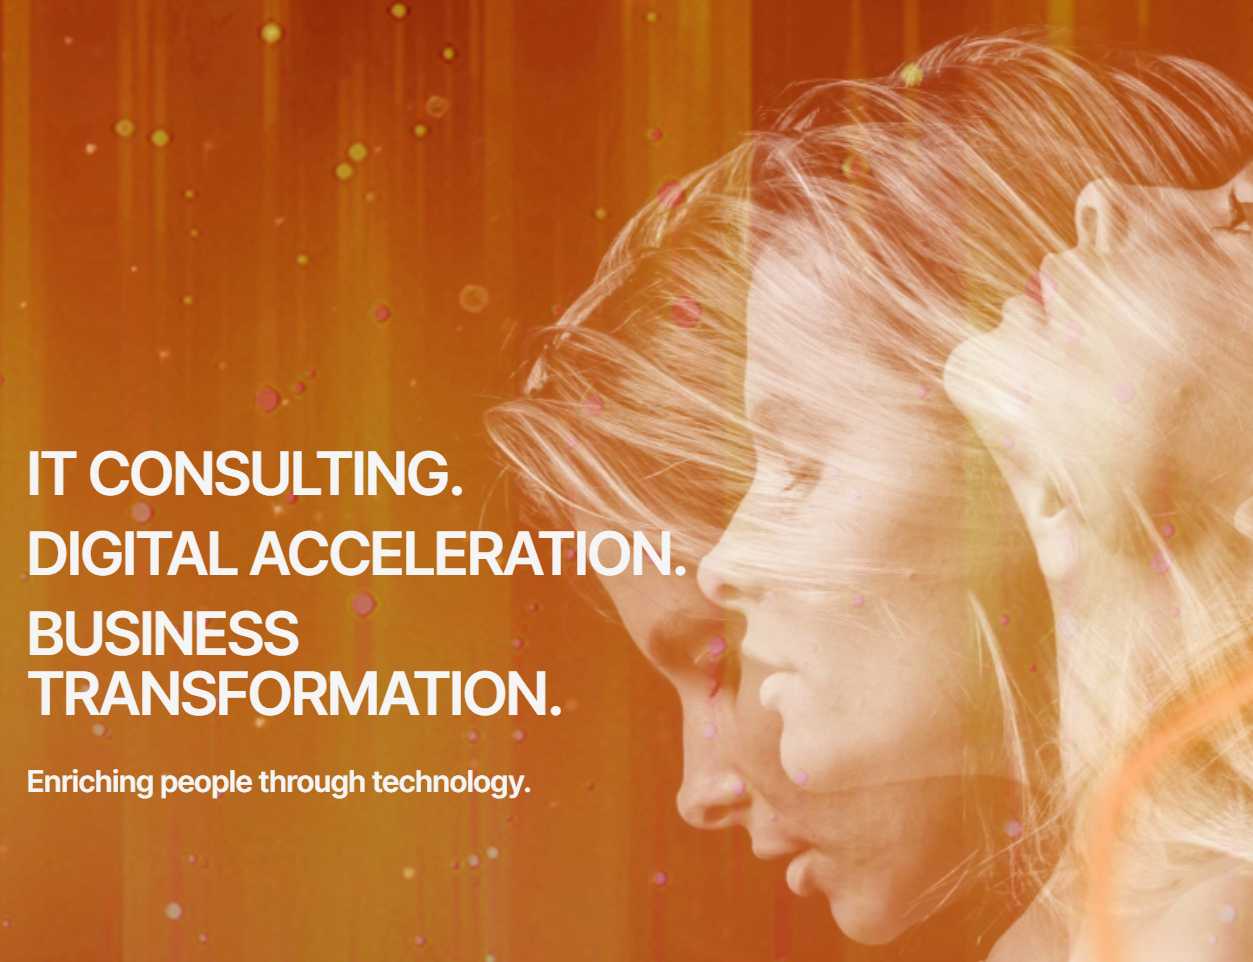 IT CONSULTING.
DIGITAL ACCELERATION.
BUSINESS
TRANSFORMATION.
Enriching people through technology.